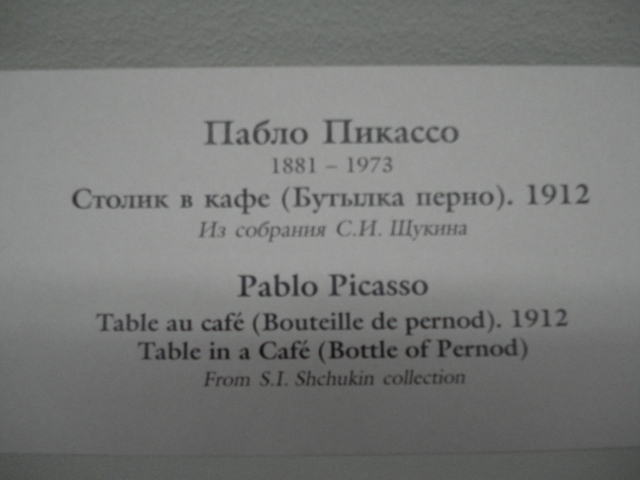 Пабло Пикассо
1881 – 1973
Столик в кафе (Бутылка перно). 1912
Из собрания С.И. Щукина
Pablo Picasso
Table au café (Bouteille de pernod). 1912
Table in a Café (Bottle of Pernod)
From S.I. Shchukin collection